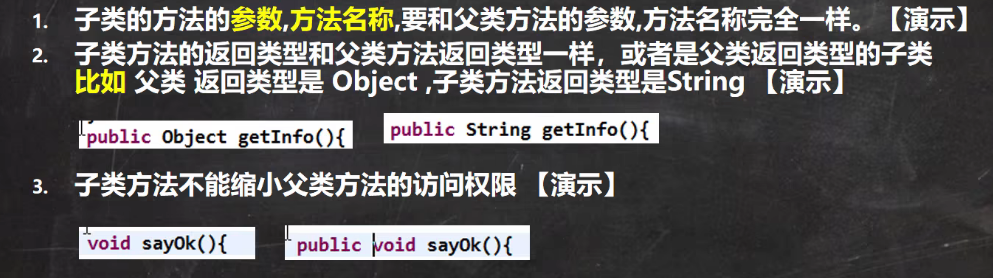 1. 子类的方法的参数,方法名称,要和父类方法的参数,方法名称完全一样。【演示】
2. 子类方法的返回类型和父类方法返回类型一样，或者是父类返回类型的子类
比如 父类 返回类型是 Object ,子类方法返回类型是String 【演示】
public Object getInfo(){
public String getInfo(){
3. 子类方法不能缩小父类方法的访问权限 【演示】
void sayOk(){
public void sayOk(){